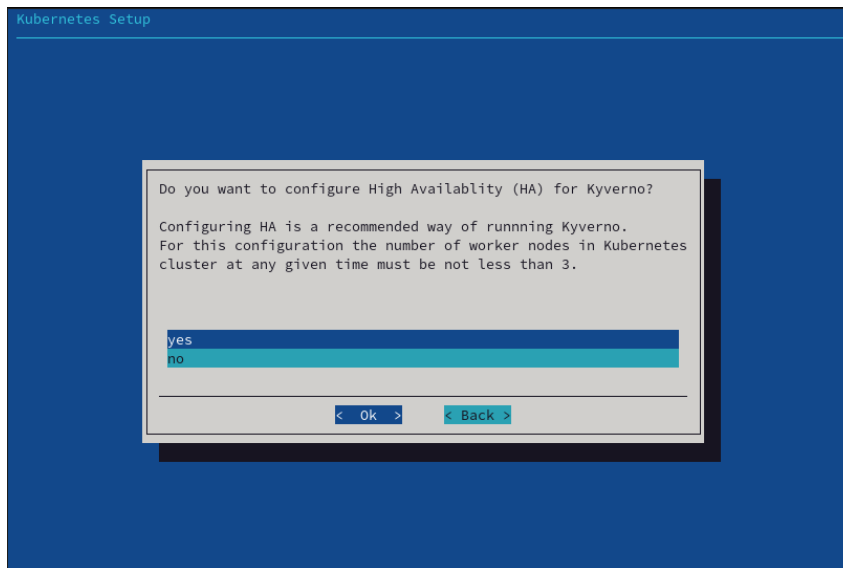 Kubernetes Setup
Do you want to configure High Availablity (HA) for Kyverno?
Configuring HA is a recommended way of runnning Kyverno.
For this configuration the number of worker nodes in Kubernetes
cluster at any given time must be not less than 3.
yes
no
< Ok > < Back >